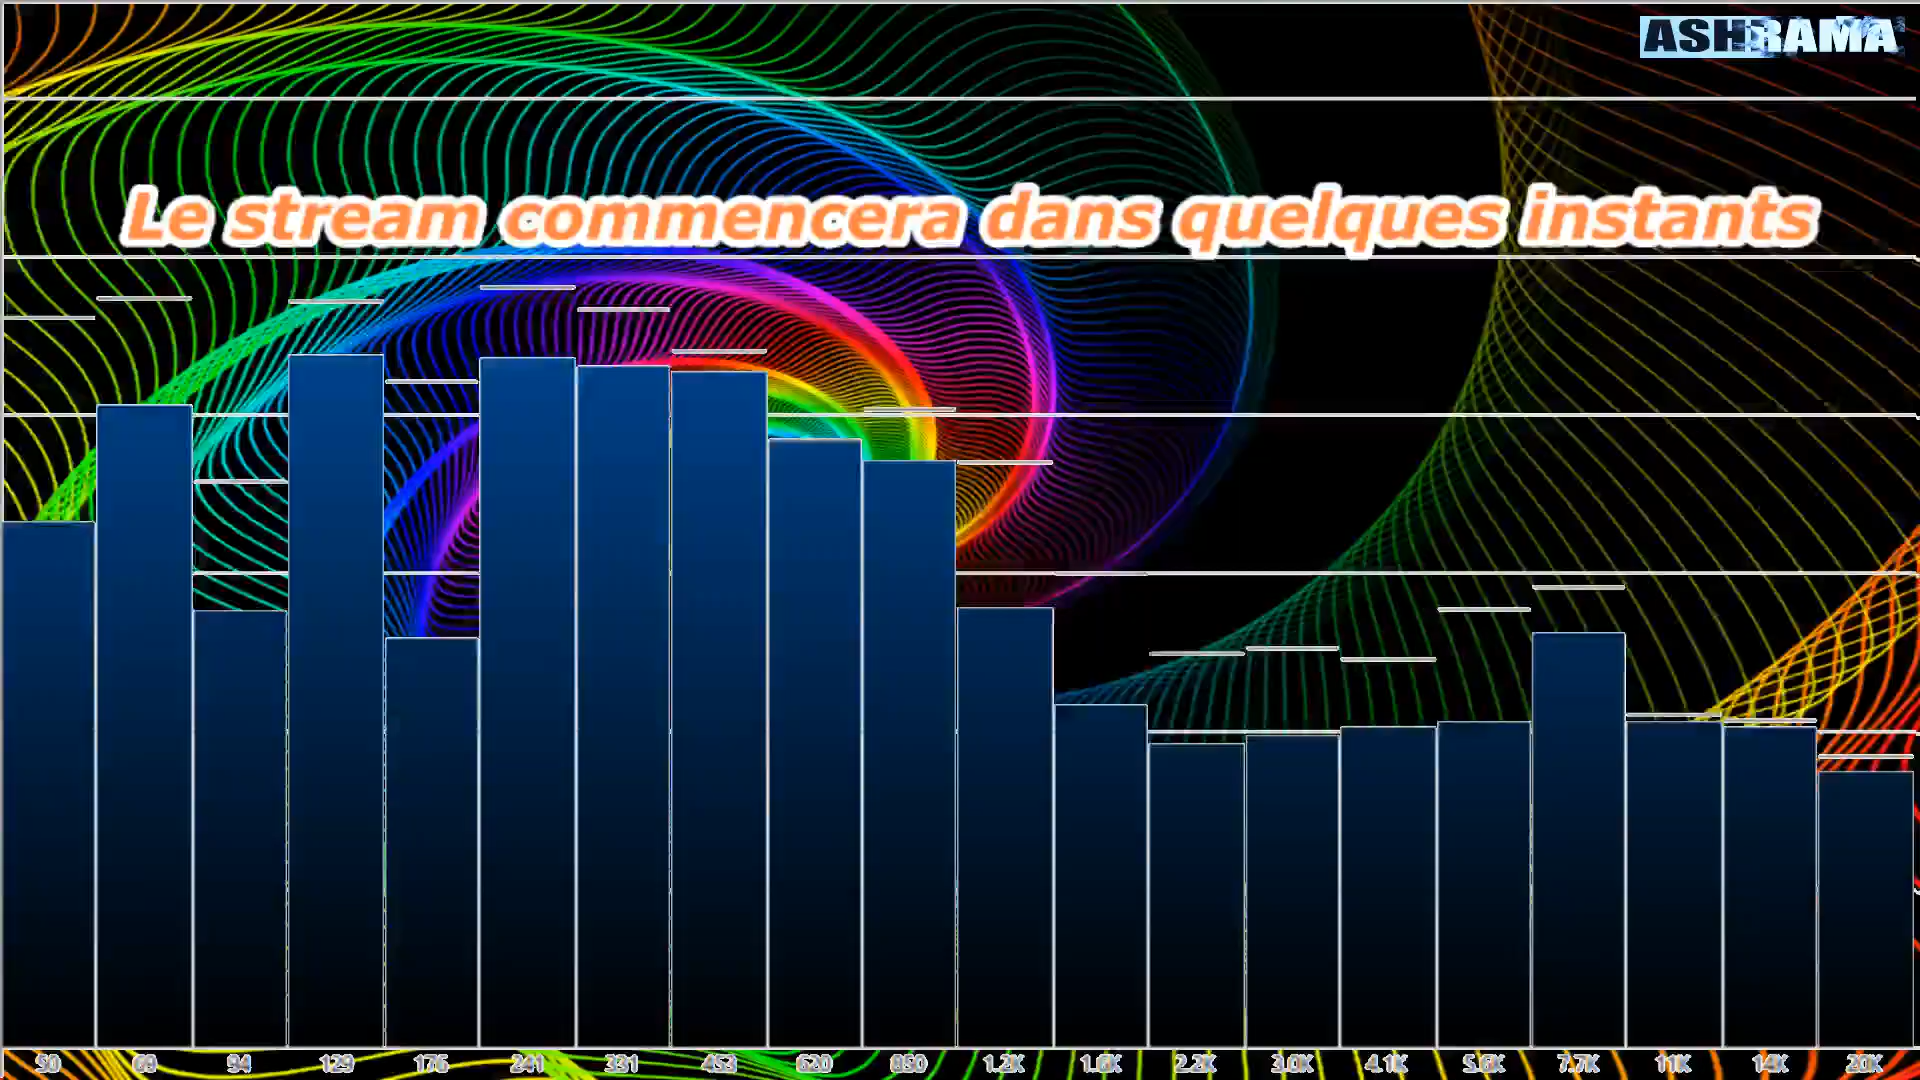 ASHRAMA
Le stream commencera dans quelques instants
50 69 94 129 176 241 331 453 620 850 1.2K 1.6K 2.2K 3.0K 4.1K 5.6K 7.7K 11K 14K 20K